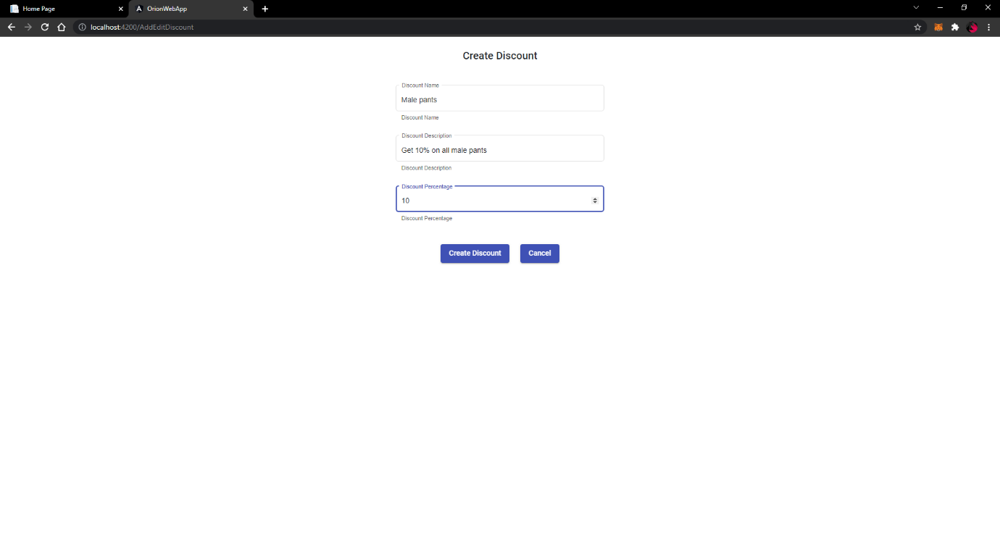 Home Page
OrionWebApp
localhost:4200/AddEditDiscount
Create Discount
Discount Name
Male pants
Discount Name
Discount Description
Get 10% on all male pants
Discount Description
Discount Percentage
10
Discount Percentage
Create Discount Cancel